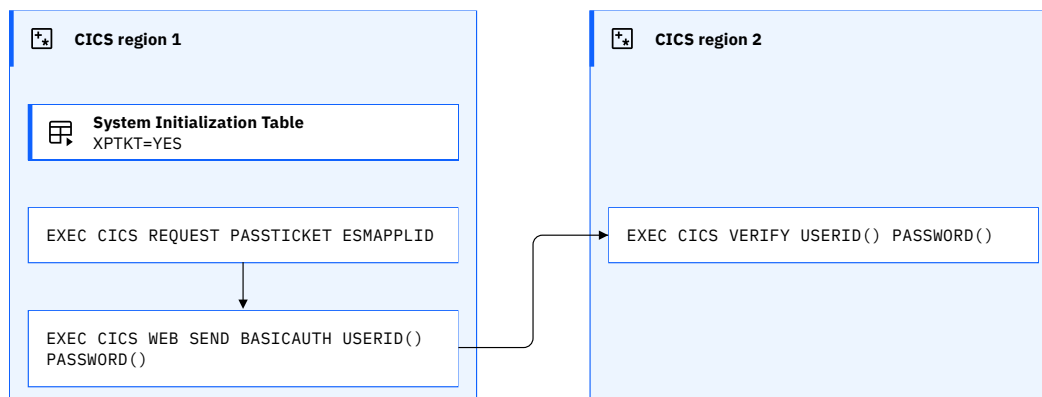 CICS region 1
System Initialization Table
XPTKT=YES
EXEC CICS REQUEST PASSTICKET ESMAPPLID
EXEC CICS WEB SEND BASICAUTH USERID()
PASSWORD()
CICS region 2
EXEC CICS VERIFY USERID() PASSWORD()